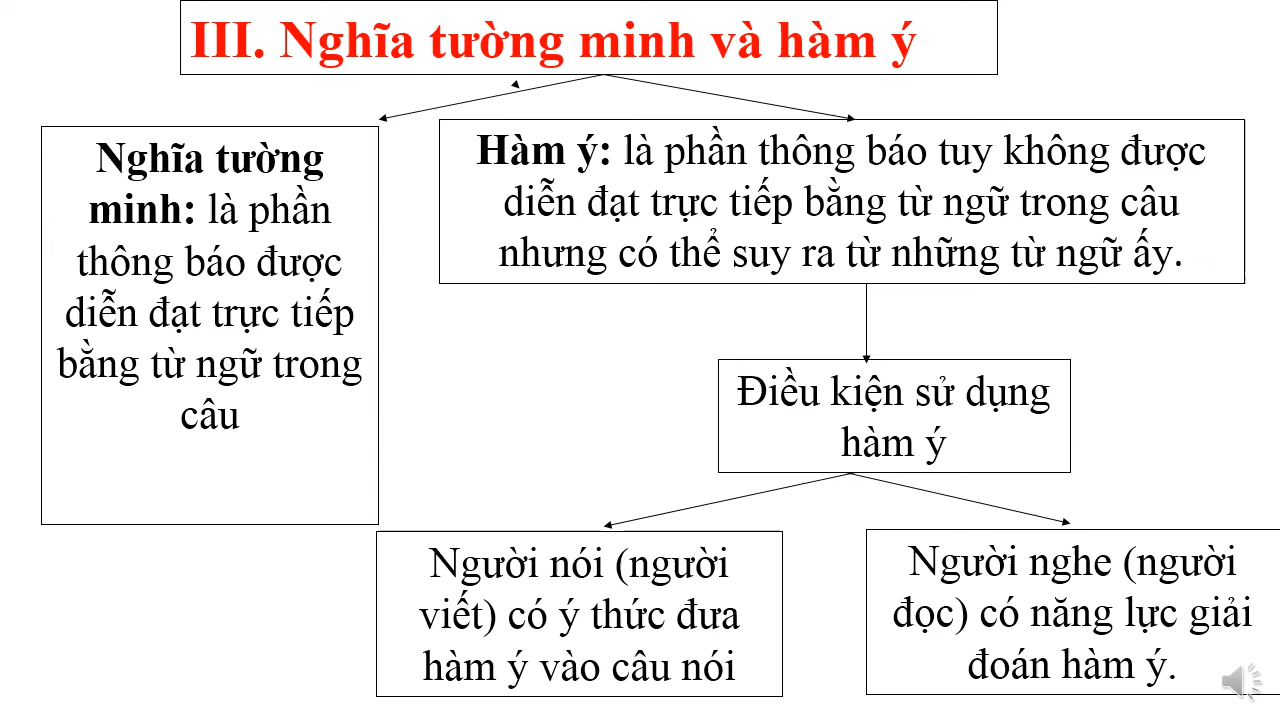 III. Nghĩa tường minh và hàm ý
Nghĩa tường
minh: là phần
thông báo được
diễn đạt trực tiếp
bằng từ ngữ trong
câu
Hàm ý: là phần thông báo tuy không được
diễn đạt trực tiếp bằng từ ngữ trong câu
nhưng có thể suy ra từ những từ ngữ ấy.
Điều kiện sử dụng
hàm ý
Người nói (người
viết) có ý thức đưa
hàm ý vào câu nói
Người nghe (người
đọc) có năng lực giải
đoán hàm ý.